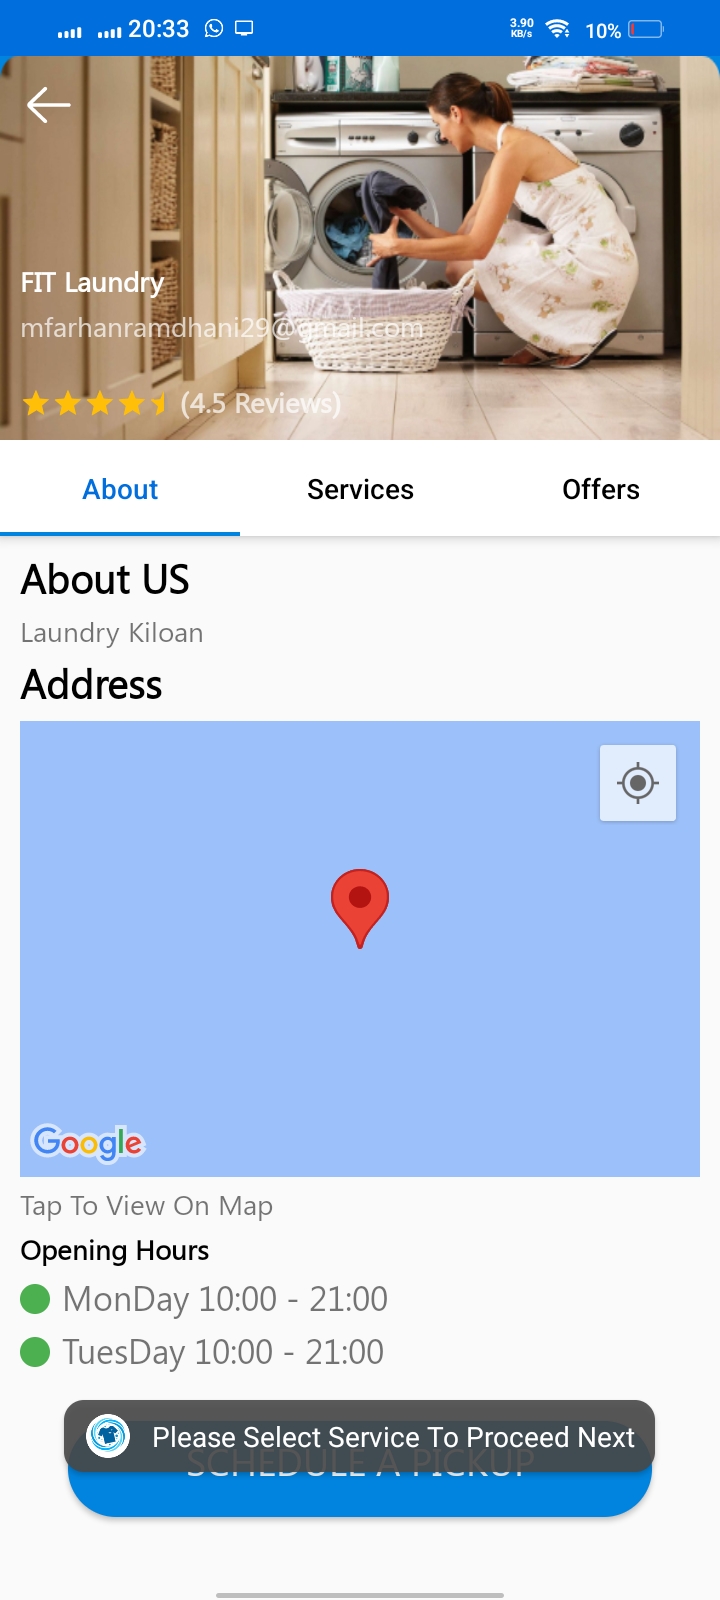 20:33
3.90
KB/s
10%
FIT Laundry
mfarhanramdhani29@gmail.com
(4.5 Reviews)
About Services Offers
About US
Laundry Kiloan
Address
Google
Tap To View On Map
Opening Hours
MonDay 10:00 - 21:00
TuesDay 10:00 - 21:00
Please Select Service To Proceed Next
SCHEDULE A PICKUP